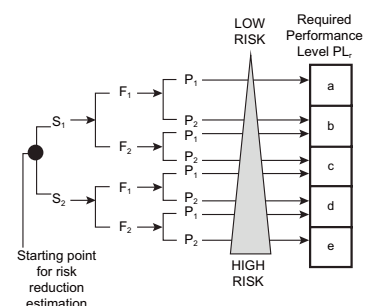 LOW
RISK
Required
Performance
Level PLr
P1
a
F1
S1
P2
P1
b
F2
P2
P1
c
F1
S2
P2
P1
d
F2
P2
e
Starting point
for risk
reduction
estimation
HIGH
RISK